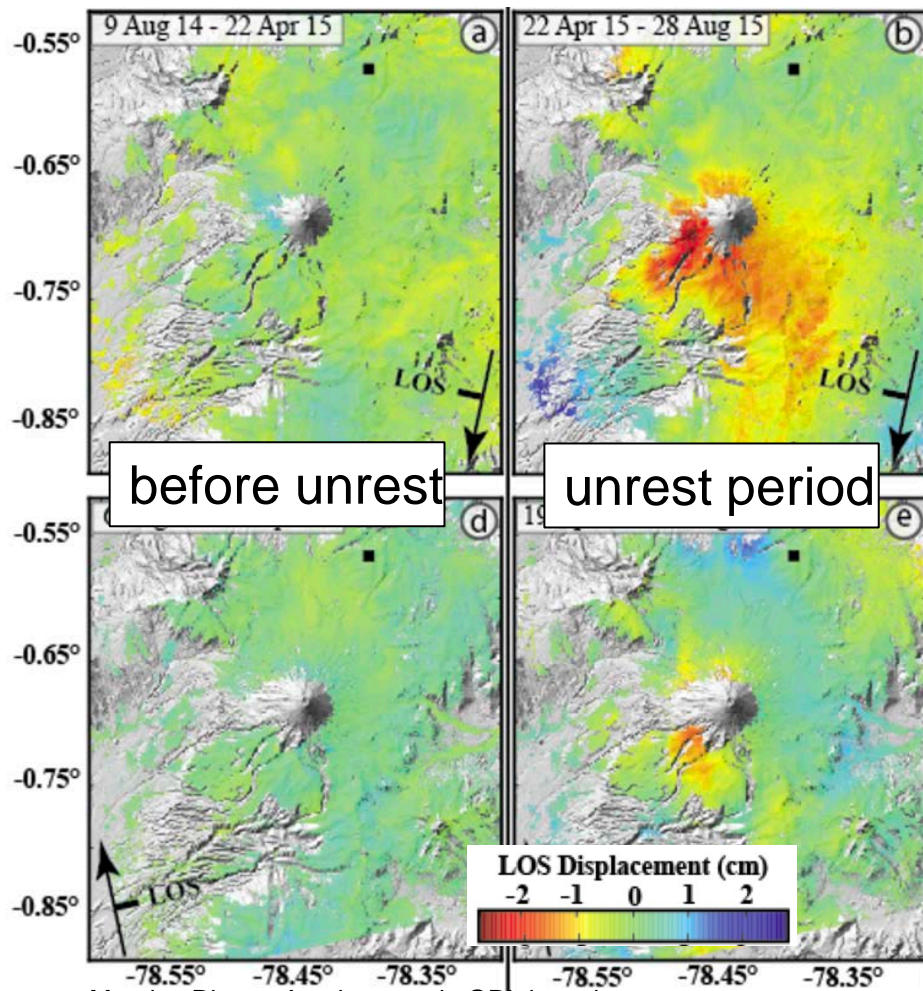 9 Aug 14 - 22 Apr 15
a
22 Apr 15 - 28 Aug 15
b
-0.55°
-0.65°
-0.75°
-0.85°
LOS
LOS
before unrest
unrest period
d
19
e
-0.55°
-0.65°
-0.75°
-0.85°
LOS
LOS Displacement (cm)
-2 -1 0 1 2
-78.55° -78.45° -78.35°
-78.55° -78.45° -78.35°